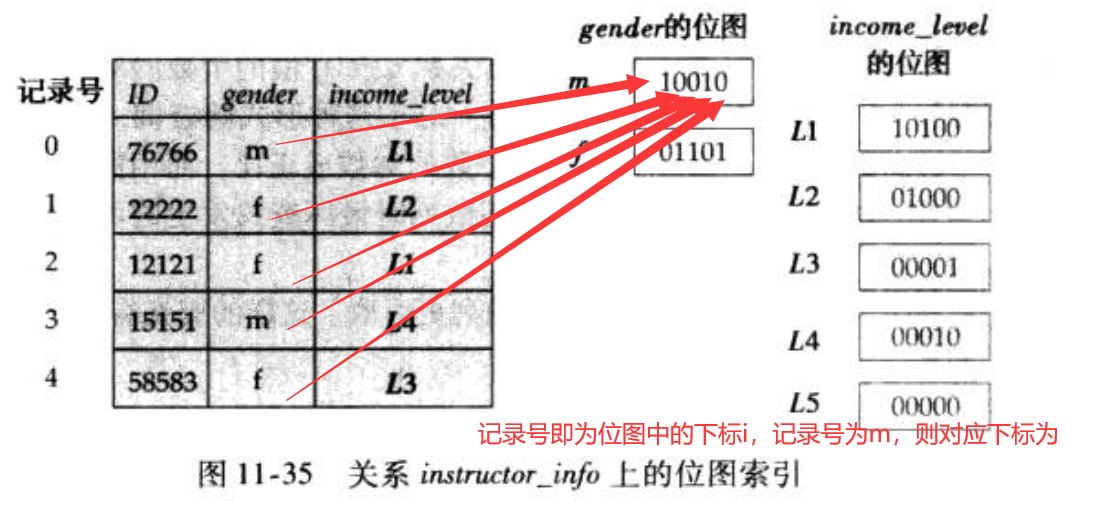 gender的位图
income_level
的位图
记录号 ID gender income_level
m 10010
0 76766 m L1
f 01101
L1 10100
1 22222 f L2
L2 01000
2 12121 f L1
L3 00001
3 15151 m L4
L4 00010
4 58583 f L3
L5 00000
记录号即为位图中的下标i，记录号为m，则对应下标为
图 11-35 关系 instructor_info 上的位图索引